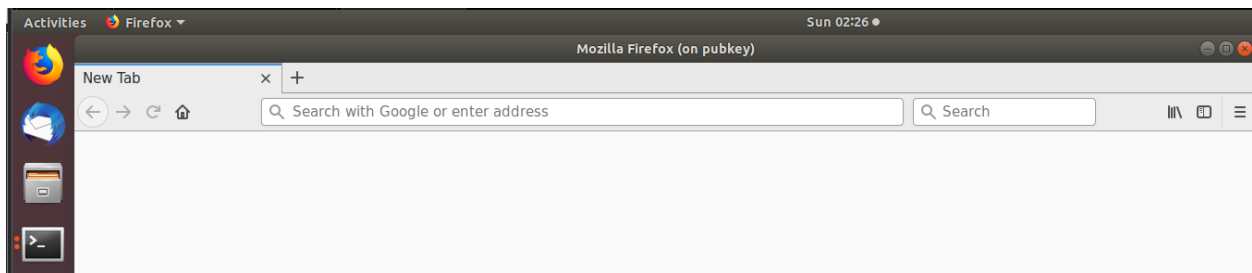 Activities Firefox Sun 02:26
Mozilla Firefox (on pubkey)
New Tab
Search with Google or enter address Search